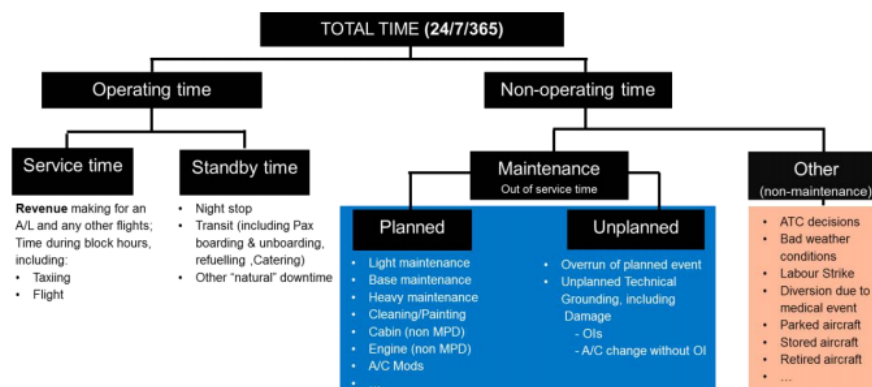 TOTAL TIME (24/7/365)
Operating time
Non-operating time
Service time
Standby time
Maintenance
Out of service time
Other
(non-maintenance)
Revenue making for an
A/L and any other flights;
Time during block hours,
including:
• Taxiing
• Flight
• Night stop
• Transit (including Pax
boarding & unboarding,
refuelling ,Catering)
• Other “natural” downtime
Planned
• Light maintenance
• Base maintenance
• Heavy maintenance
• Cleaning/Painting
• Cabin (non MPD)
• Engine (non MPD)
• A/C Mods
• ...
Unplanned
• Overrun of planned event
• Unplanned Technical
Grounding, including
Damage
- OIs
- A/C change without OI
• ATC decisions
• Bad weather
conditions
• Labour Strike
• Diversion due to
medical event
• Parked aircraft
• Stored aircraft
• Retired aircraft
• ...